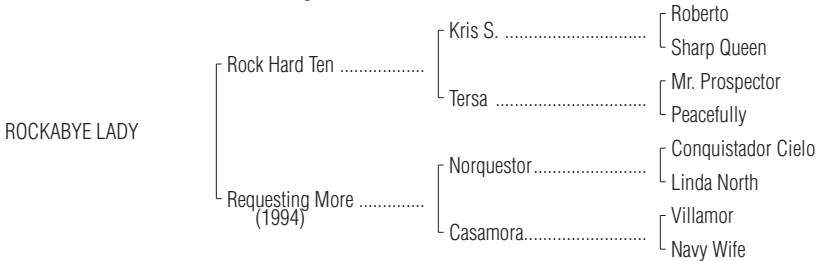 Roberto
Kris S. ..............................
Sharp Queen
Rock Hard Ten ..................
Mr. Prospector
Tersa ................................
Peacefully
ROCKABYE LADY
Conquistador Cielo
Norquestor........................
Linda North
Requesting More ..............
(1994)
Villamor
Casamora..........................
Navy Wife